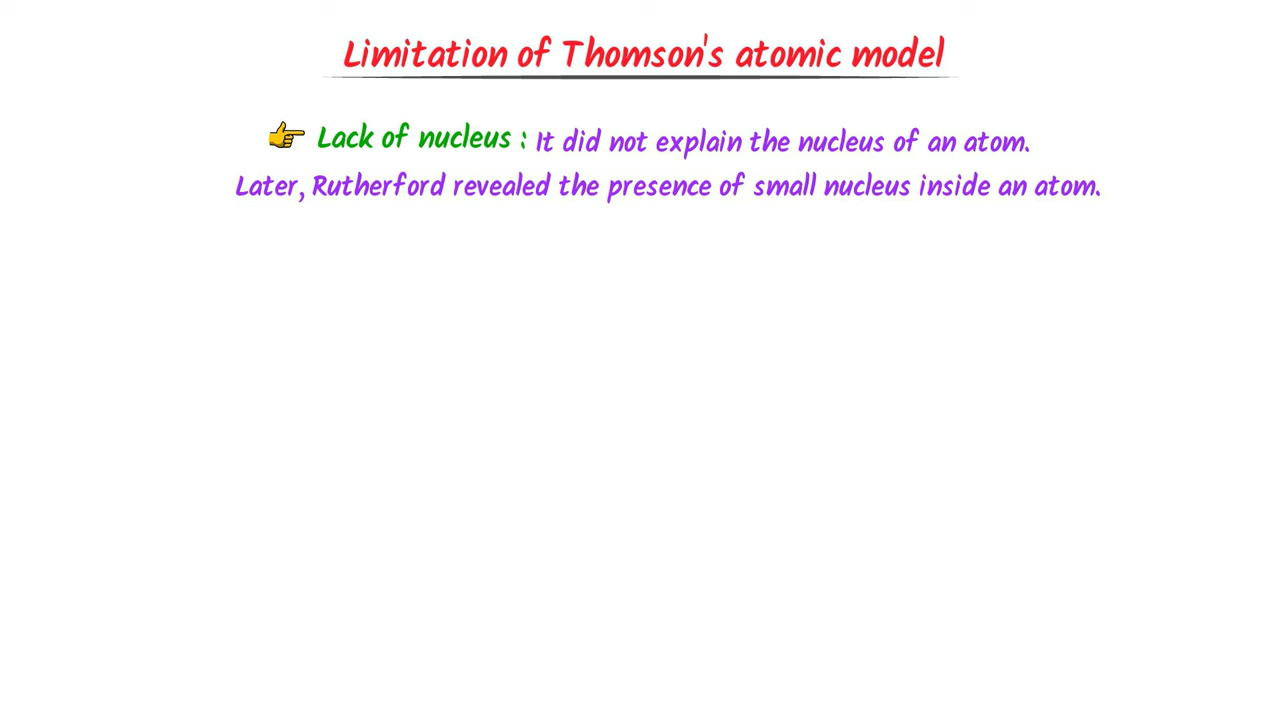 Limitation of Thomson's atomic model
👉 Lack of nucleus : It did not explain the nucleus of an atom.
Later, Rutherford revealed the presence of small nucleus inside an atom.